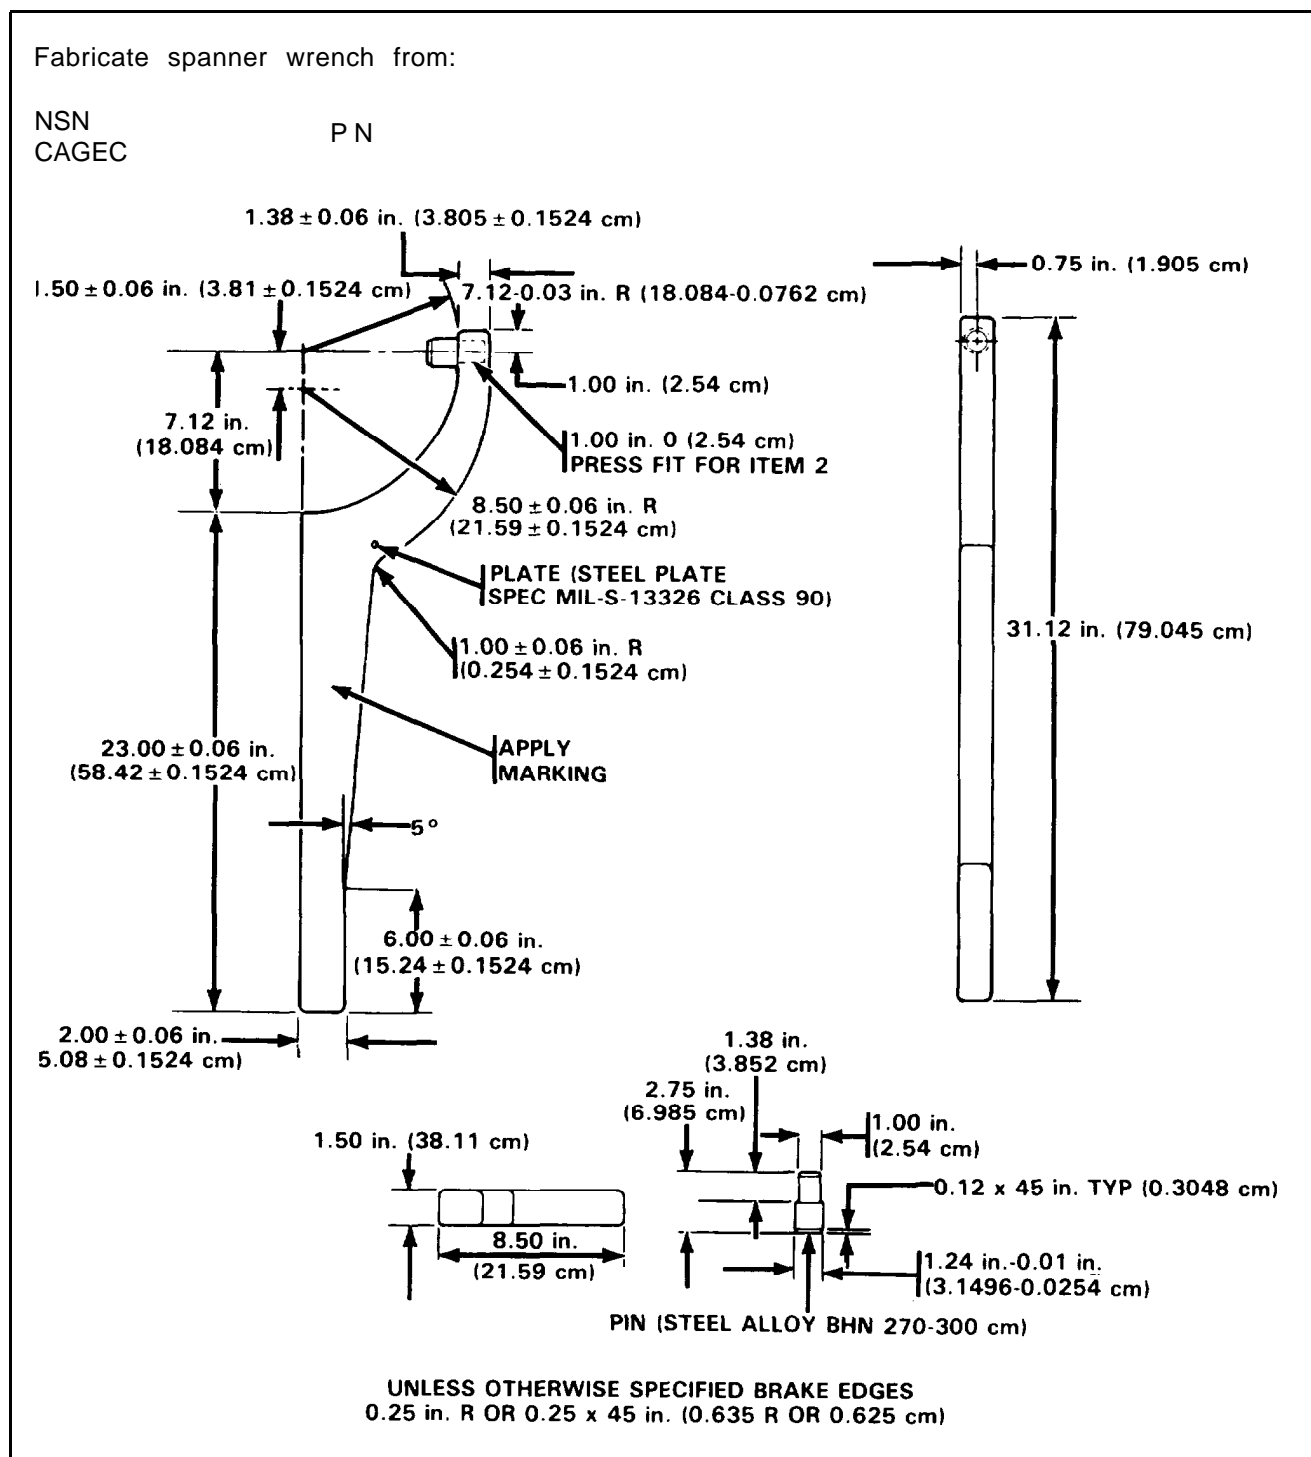 Fabricate spanner wrench from:
NSN
CAGEC
P N
1.38 ± 0.06 in. (3.805 ± 0.1524 cm)
I.50 ± 0.06 in. (3.81 ± 0.1524 cm)
7.12-0.03 in. R (18.084-0.0762 cm)
0.75 in. (1.905 cm)
1.00 in. (2.54 cm)
7.12 in.
(18.084 cm)
1.00 in. O (2.54 cm)
PRESS FIT FOR ITEM 2
8.50 ± 0.06 in. R
(21.59 ± 0.1524 cm)
PLATE (STEEL PLATE
SPEC MIL-S-13326 CLASS 90)
31.12 in. (79.045 cm)
1.00 ± 0.06 in. R
(0.254 ± 0.1524 cm)
23.00 ± 0.06 in.
(58.42 ± 0.1524 cm)
APPLY
MARKING
5°
6.00 ± 0.06 in.
(15.24 ± 0.1524 cm)
2.00 ± 0.06 in.
5.08 ± 0.1524 cm)
1.38 in.
(3.852 cm)
2.75 in.
(6.985 cm)
1.00 in.
(2.54 cm)
1.50 in. (38.11 cm)
0.12 x 45 in. TYP (0.3048 cm)
8.50 in.
(21.59 cm)
1.24 in.-0.01 in.
(3.1496-0.0254 cm)
PIN (STEEL ALLOY BHN 270-300 cm)
UNLESS OTHERWISE SPECIFIED BRAKE EDGES
0.25 in. R OR 0.25 x 45 in. (0.635 R OR 0.625 cm)